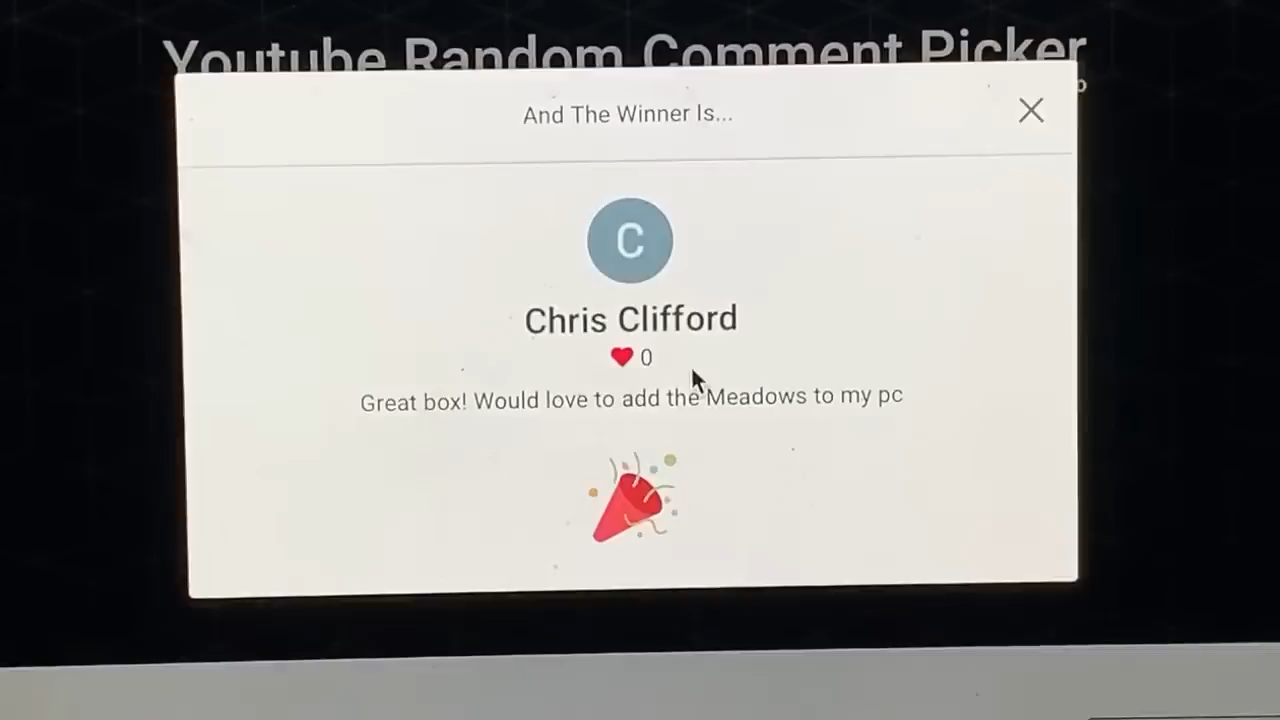 Youtube Random Comment Picker
And The Winner Is...
C
Chris Clifford
0
Great box! Would love to add the Meadows to my pc